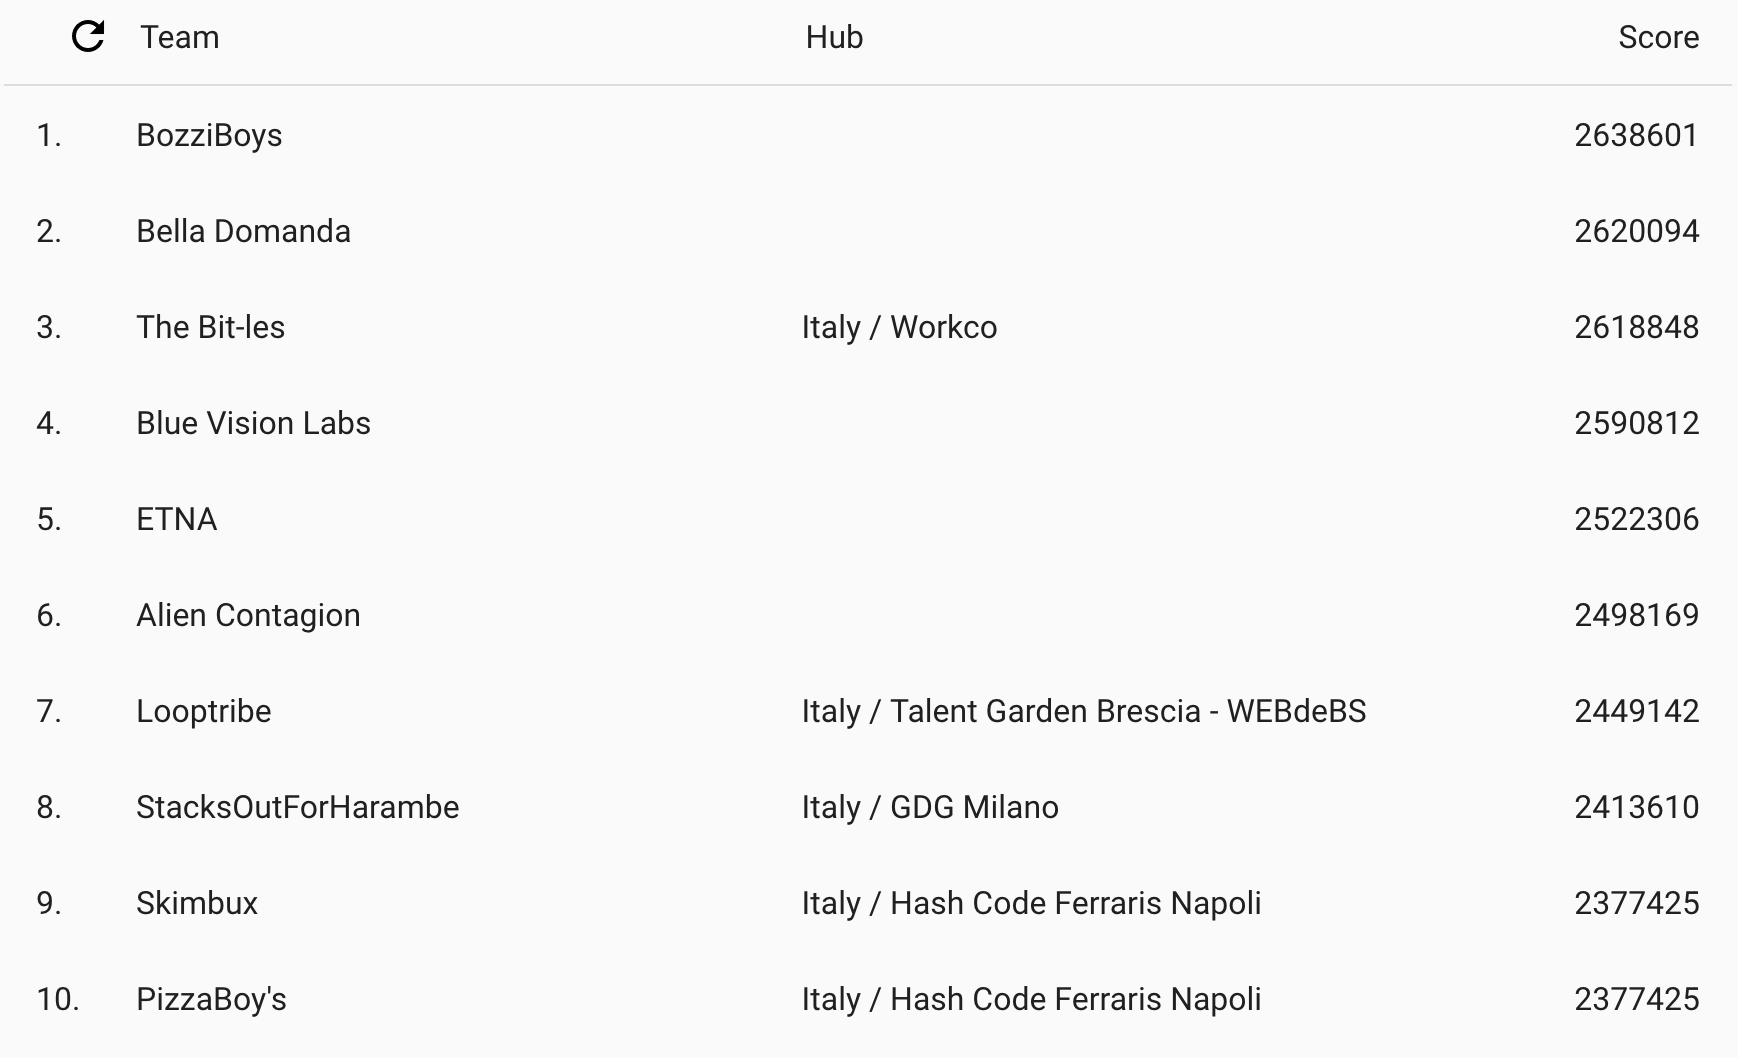 Team Hub Score
1. BozziBoys 2638601
2. Bella Domanda 2620094
3. The Bit-les Italy / Workco 2618848
4. Blue Vision Labs 2590812
5. ETNA 2522306
6. Alien Contagion 2498169
7. Looptribe Italy / Talent Garden Brescia - WEBdeBS 2449142
8. StacksOutForHarambe Italy / GDG Milano 2413610
9. Skimbux Italy / Hash Code Ferraris Napoli 2377425
10. PizzaBoy's Italy / Hash Code Ferraris Napoli 2377425